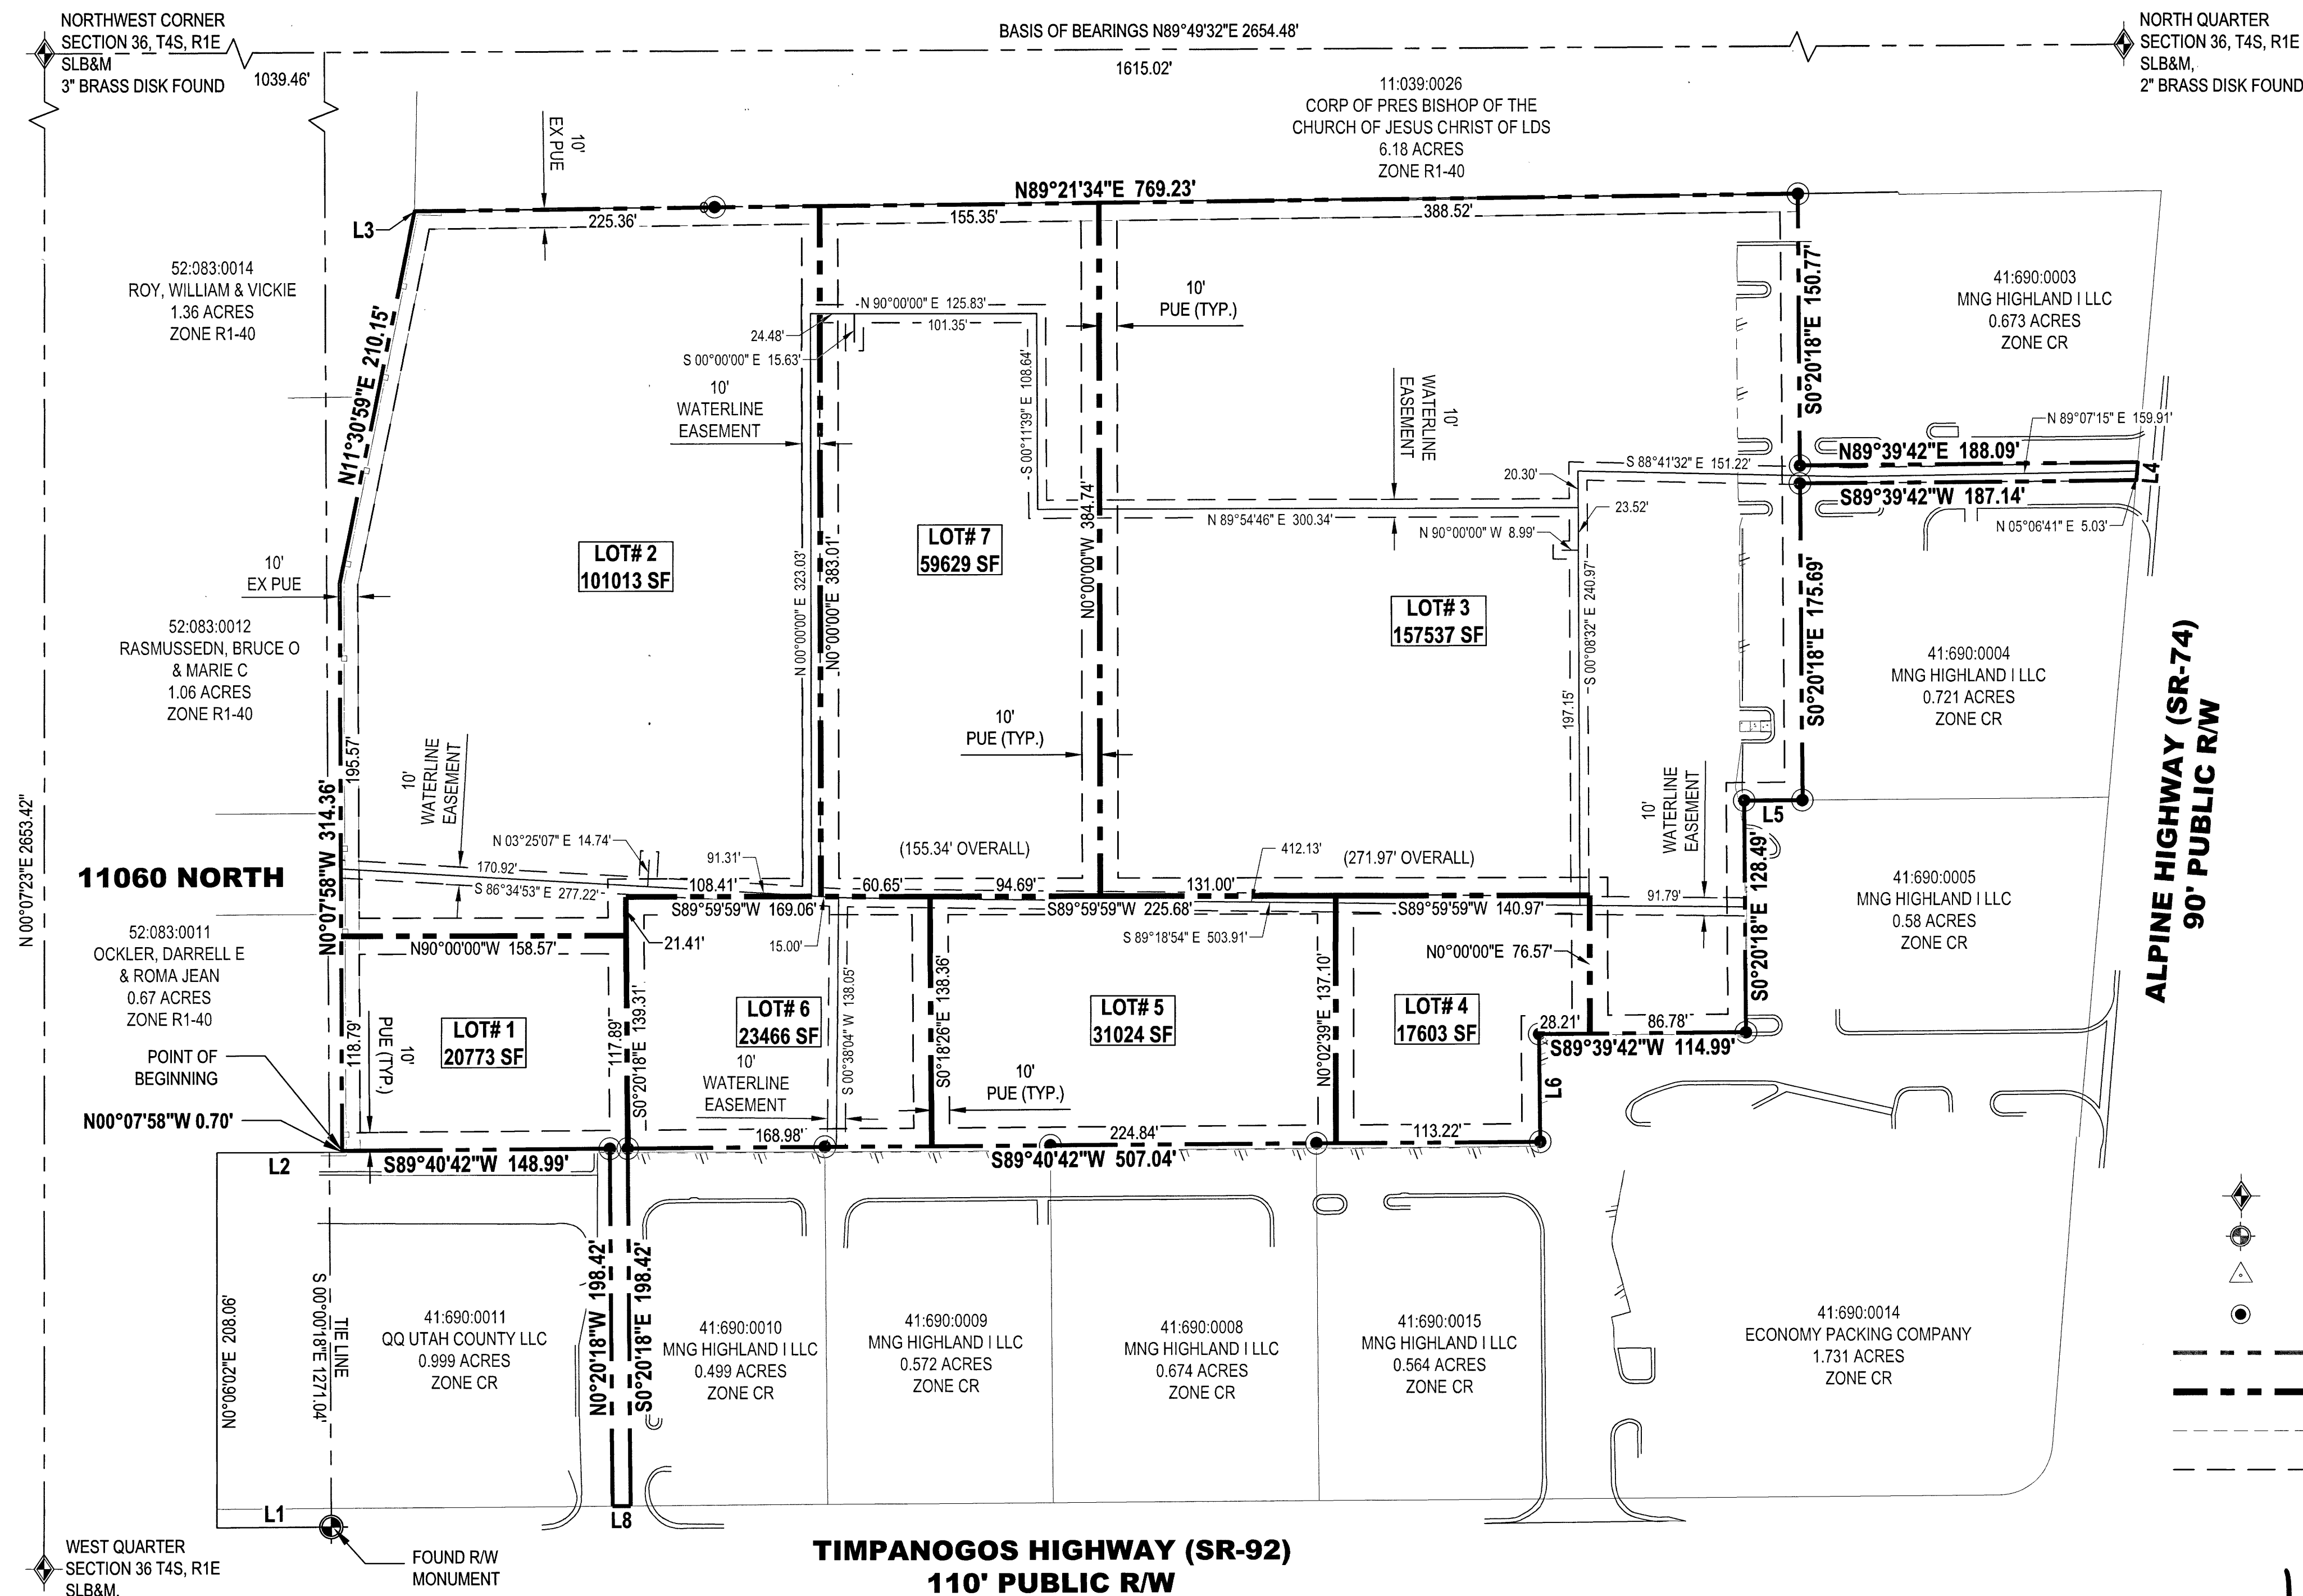 NORTHWEST CORNER
SECTION 36, T4S, R1E
SLB&M
3" BRASS DISK FOUND
1039.46'
BASIS OF BEARINGS N89°49'32"E 2654.48'
1615.02'
NORTH QUARTER
SECTION 36, T4S, R1E
SLB&M,
2" BRASS DISK FOUND
11:039:0026
CORP OF PRES BISHOP OF THE
CHURCH OF JESUS CHRIST OF LDS
6.18 ACRES
ZONE R1-40
10'
EX PUE
N89°21'34"E 769.23'
L3
225.36'
155.35'
388.52'
52:083:0014
ROY, WILLIAM & VICKIE
1.36 ACRES
ZONE R1-40
N11°30'59"E 210.15'
N 90°00'00" E 125.83'
24.48'
101.35'
S 00°00'00" E 15.63'
10'
WATERLINE
EASEMENT
S 00°11'39" E 108.64'
10'
PUE (TYP.)
10'
WATERLINE
EASEMENT
S0°20'18"E 150.77'
41:690:0003
MNG HIGHLAND I LLC
0.673 ACRES
ZONE CR
N 89°07'15" E 159.91'
N89°39'42"E 188.09'
S89°39'42"W 187.14'
L4
N 05°06'41" E 5.03'
S 88°41'32" E 151.22'
20.30'
23.52'
N 89°54'46" E 300.34'
N 90°00'00" W 8.99'
LOT# 2
101013 SF
LOT# 7
59629 SF
LOT# 3
157537 SF
N 00°00'00" E 323.03'
N0°00'00"E 383.01'
N0°00'00"W 384.74'
S 00°08'32" E 240.97'
197.15'
S0°20'18"E 175.69'
10'
EX PUE
52:083:0012
RASMUSSEDN, BRUCE O
& MARIE C
1.06 ACRES
ZONE R1-40
41:690:0004
MNG HIGHLAND I LLC
0.721 ACRES
ZONE CR
ALPINE HIGHWAY (SR-74)
90' PUBLIC R/W
10'
PUE (TYP.)
N 00°07'23"E 2653.42"
N0°07'58"W 314.36'
195.57'
10'
WATERLINE
EASEMENT
10'
WATERLINE
EASEMENT
L5
S0°20'18"E 128.49'
11060 NORTH
N 03°25'07" E 14.74'
170.92'
S 86°34'53" E 277.22'
91.31'
108.41'
(155.34' OVERALL)
60.65'
94.69'
412.13'
(271.97' OVERALL)
131.00'
91.79'
S89°59'59"W 169.06'
S89°59'59"W 225.68'
S89°59'59"W 140.97'
41:690:0005
MNG HIGHLAND I LLC
0.58 ACRES
ZONE CR
52:083:0011
OCKLER, DARRELL E
& ROMA JEAN
0.67 ACRES
ZONE R1-40
N90°00'00"W 158.57'
21.41'
15.00'
S 89°18'54" E 503.91'
N0°00'00"E 76.57'
118.79'
10'
PUE (TYP.)
LOT# 1
20773 SF
117.89'
S0°20'18"E 139.31'
LOT# 6
23466 SF
10'
WATERLINE
EASEMENT
S 00°38'04" W 138.05'
S0°18'26"E 138.36'
LOT# 5
31024 SF
10'
PUE (TYP.)
N0°02'39"E 137.10'
LOT# 4
17603 SF
28.21'
86.78'
S89°39'42"W 114.99'
L6
POINT OF
BEGINNING
N00°07'58"W 0.70'
L2
S89°40'42"W 148.99'
168.98'
224.84'
113.22'
S89°40'42"W 507.04'
N0°06'02"E 208.06'
S 00°00'18"E 1271.04'
TIE LINE
41:690:0011
QQ UTAH COUNTY LLC
0.999 ACRES
ZONE CR
N0°20'18"W 198.42'
S0°20'18"E 198.42'
41:690:0010
MNG HIGHLAND I LLC
0.499 ACRES
ZONE CR
41:690:0009
MNG HIGHLAND I LLC
0.572 ACRES
ZONE CR
41:690:0008
MNG HIGHLAND I LLC
0.674 ACRES
ZONE CR
41:690:0015
MNG HIGHLAND I LLC
0.564 ACRES
ZONE CR
41:690:0014
ECONOMY PACKING COMPANY
1.731 ACRES
ZONE CR
L1
L8
WEST QUARTER
SECTION 36 T4S, R1E
SLB&M.
FOUND R/W
MONUMENT
TIMPANOGOS HIGHWAY (SR-92)
110' PUBLIC R/W